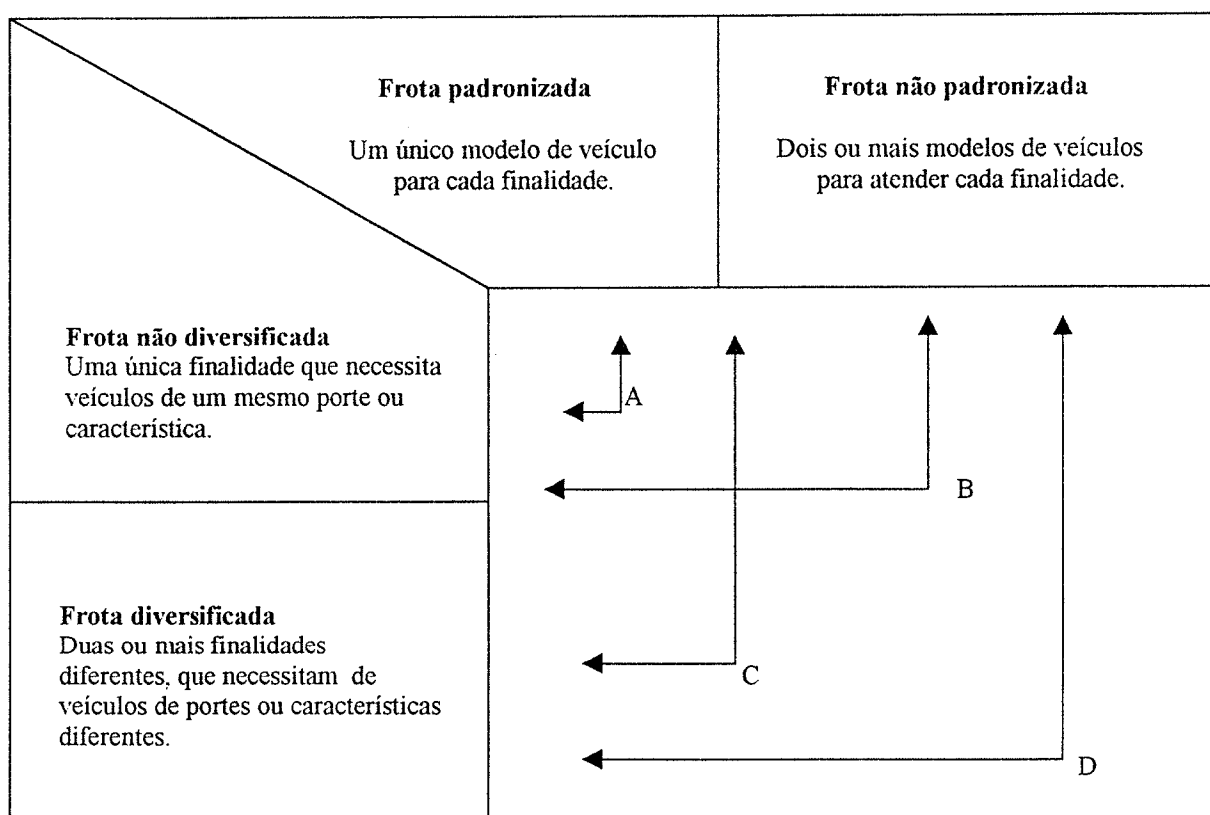 Frota padronizada
Um único modelo de veículo
para cada finalidade.
Frota não padronizada
Dois ou mais modelos de veículos
para atender cada finalidade.
Frota não diversificada
Uma única finalidade que necessita
veículos de um mesmo porte ou
característica.
A
B
Frota diversificada
Duas ou mais finalidades
diferentes, que necessitam de
veículos de portes ou características
diferentes.
C
D